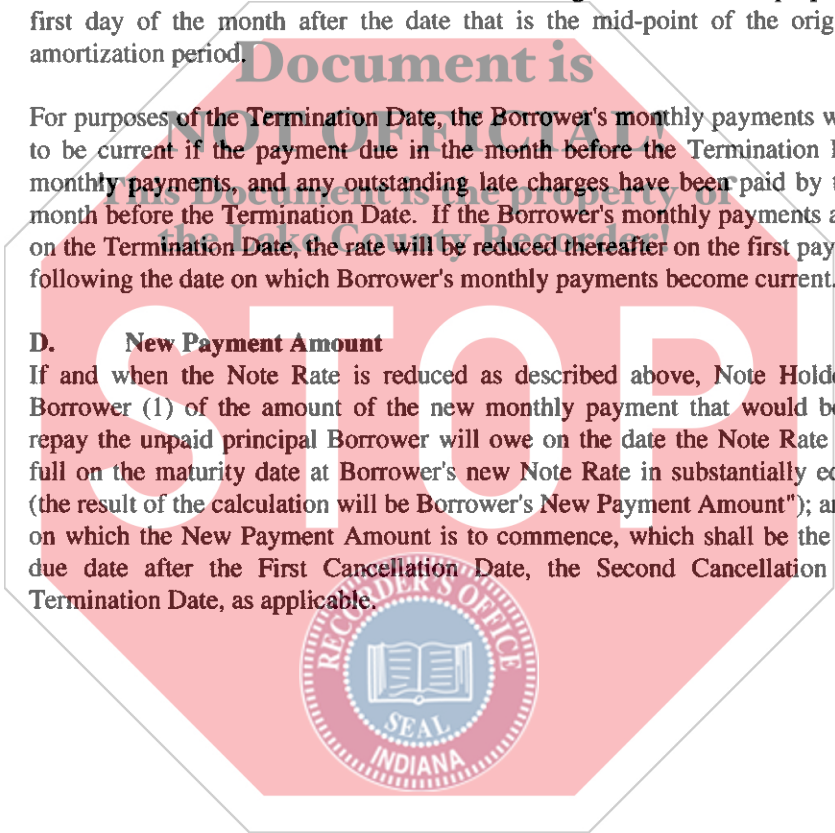 first day of the month after the date that is the mid-point of the orig
amortization period.
Document is
For purposes of the Termination Date, the Borrower's monthly payments w
NOT OFFICIAL!
to be current if the payment due in the month before the Termination
monthly payments, and any outstanding late charges have been paid by
This Document is the property of
month before the Termination Date. If the Borrower's monthly payments a
the Lake County Recorder!
on the Termination Date, the rate will be reduced thereafter on the first pay
following the date on which Borrower's monthly payments become current.
STOP
D. New Payment Amount
If and when the Note Rate is reduced as described above, Note Hold
Borrower (1) of the amount of the new monthly payment that would b
repay the unpaid principal Borrower will owe on the date the Note Rate
full on the maturity date at Borrower's new Note Rate in substantially e
(the result of the calculation will be Borrower's New Payment Amount"); a
on which the New Payment Amount is to commence, which shall be the
due date after the First Cancellation Date, the Second Cancellation
Termination Date, as applicable.
RECORDER'S OFFICE
SEAL
INDIANA